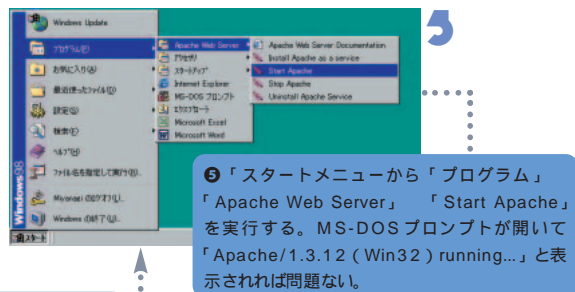 5
Windows Update
プログラム(P)
お気に入り(A)
最近使ったファイル(D)
設定(S)
検索(F)
ヘルプ(H)
ファイル名を指定して実行(R)...
Miyonagi のログオフ(L)...
Windows の終了(U)...
Windows98
スタート
Apache Web Server
アクセサリ
スタートアップ
Internet Explorer
MS-DOS プロンプト
エクスプローラ
Microsoft Excel
Microsoft Word
Apache Web Server Documentation
Install Apache as a service
Start Apache
Stop Apache
Uninstall Apache Service
❺「スタートメニューから「プログラム」
「Apache Web Server」　「Start Apache」
を実行する。MS-DOSプロンプトが開いて
「Apache/1.3.12（Win32）running...」と表
示されれば問題ない。